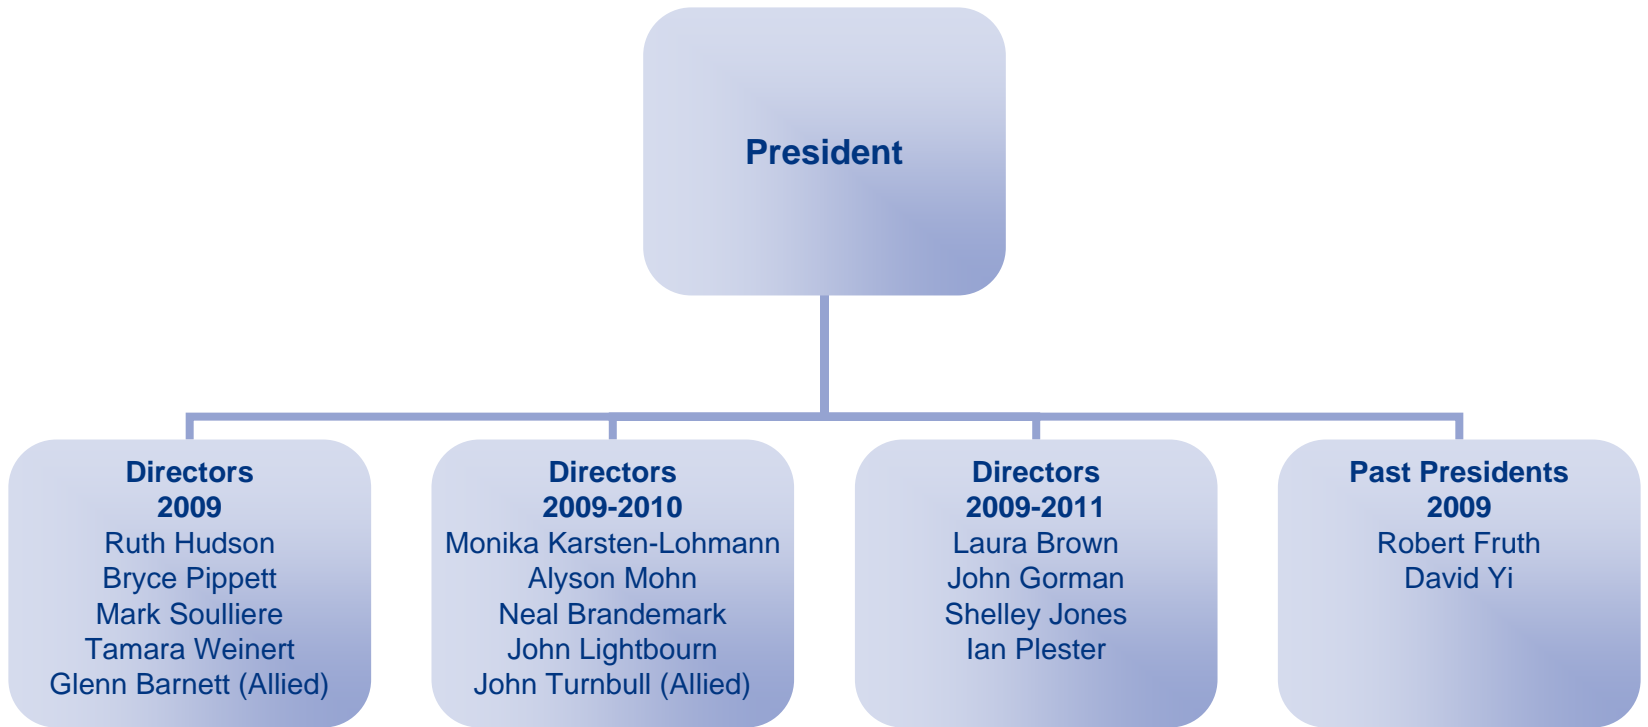 President
Directors
2009
Ruth Hudson
Bryce Pippett
Mark Soulliere
Tamara Weinert
Glenn Barnett (Allied)
Directors
2009-2010
Monika Karsten-Lohmann
Alyson Mohn
Neal Brandemark
John Lightbourn
John Turnbull (Allied)
Directors
2009-2011
Laura Brown
John Gorman
Shelley Jones
Ian Plester
Past Presidents
2009
Robert Fruth
David Yi